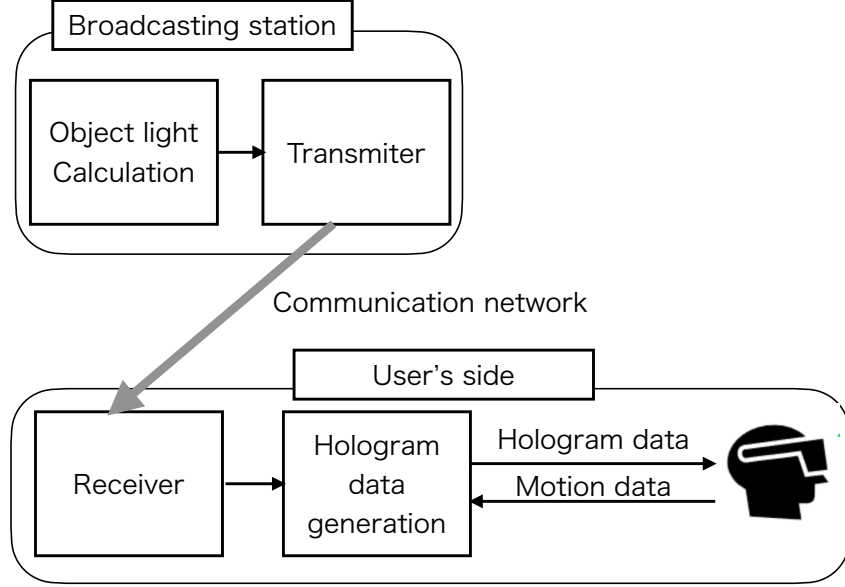 Broadcasting station
Object light
Calculation
Transmiter
Communication network
User's side
Receiver
Hologram
data
generation
Hologram data
Motion data